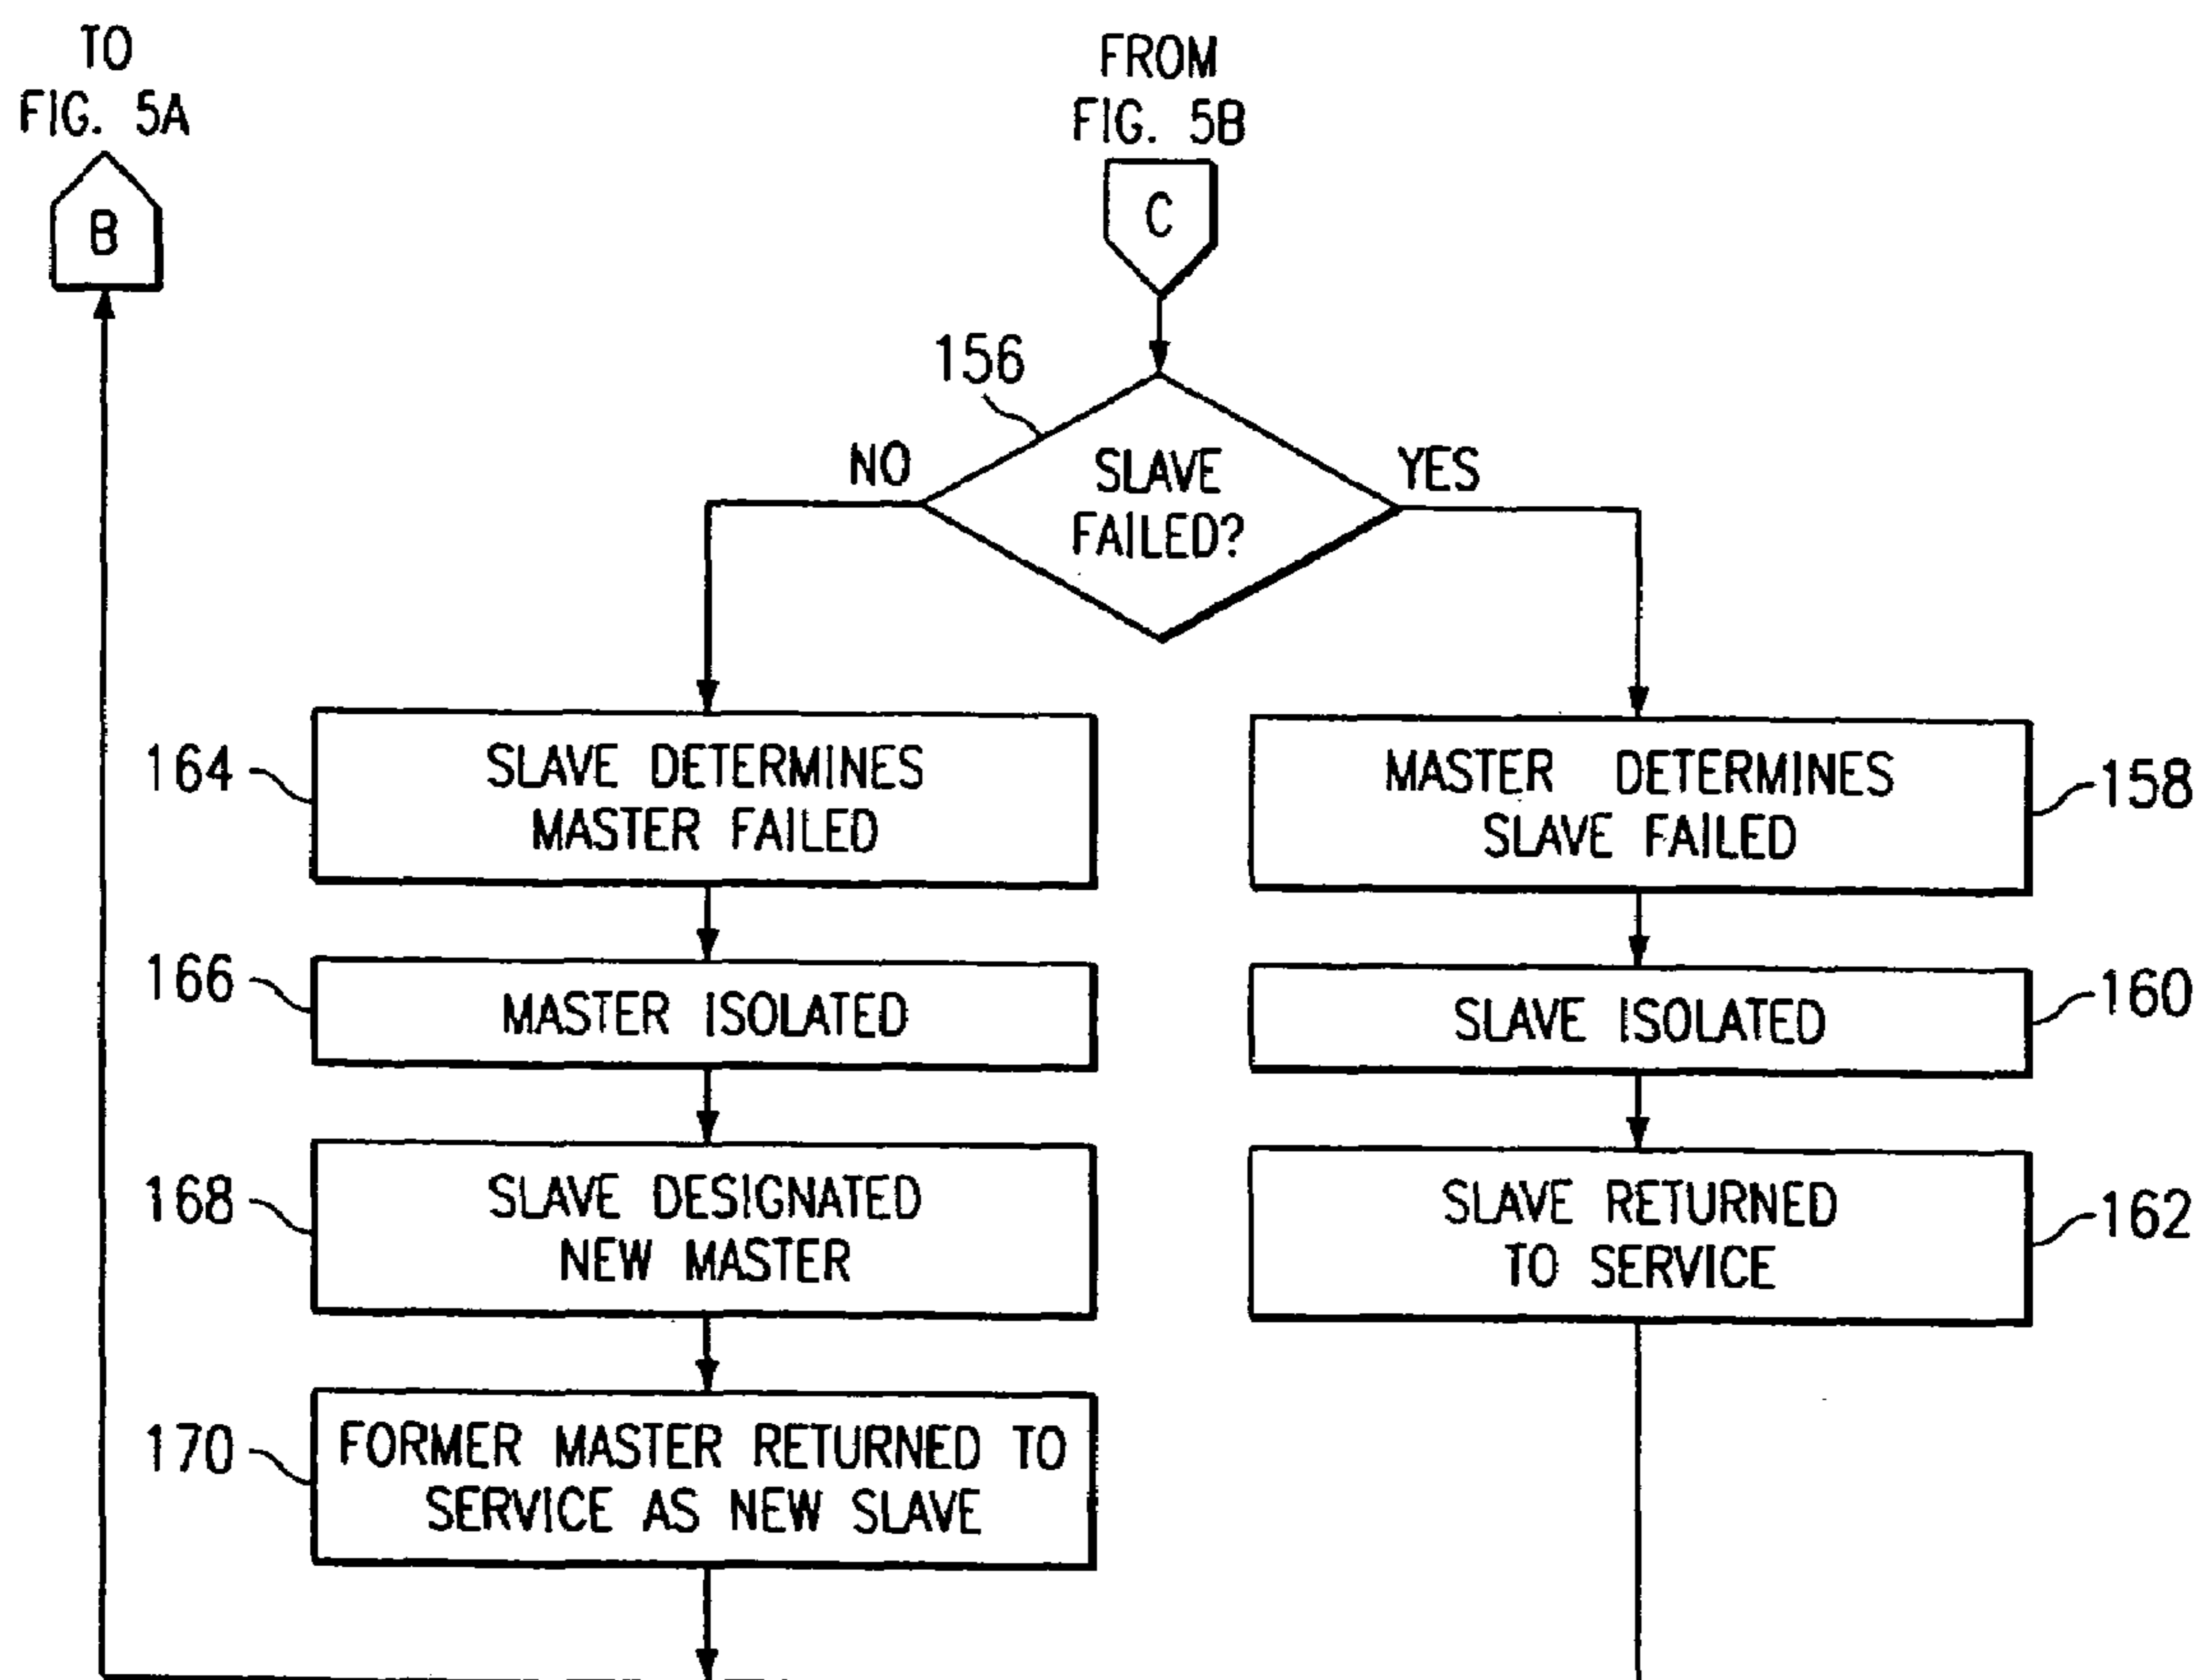 TO
FIG. 5A
B
FROM
FIG. 5B
C
156
NO
SLAVE
FAILED?
YES
164
SLAVE DETERMINES
MASTER FAILED
MASTER DETERMINES
SLAVE FAILED
158
166
MASTER ISOLATED
SLAVE ISOLATED
160
168
SLAVE DESIGNATED
NEW MASTER
SLAVE RETURNED
TO SERVICE
162
170
FORMER MASTER RETURNED TO
SERVICE AS NEW SLAVE